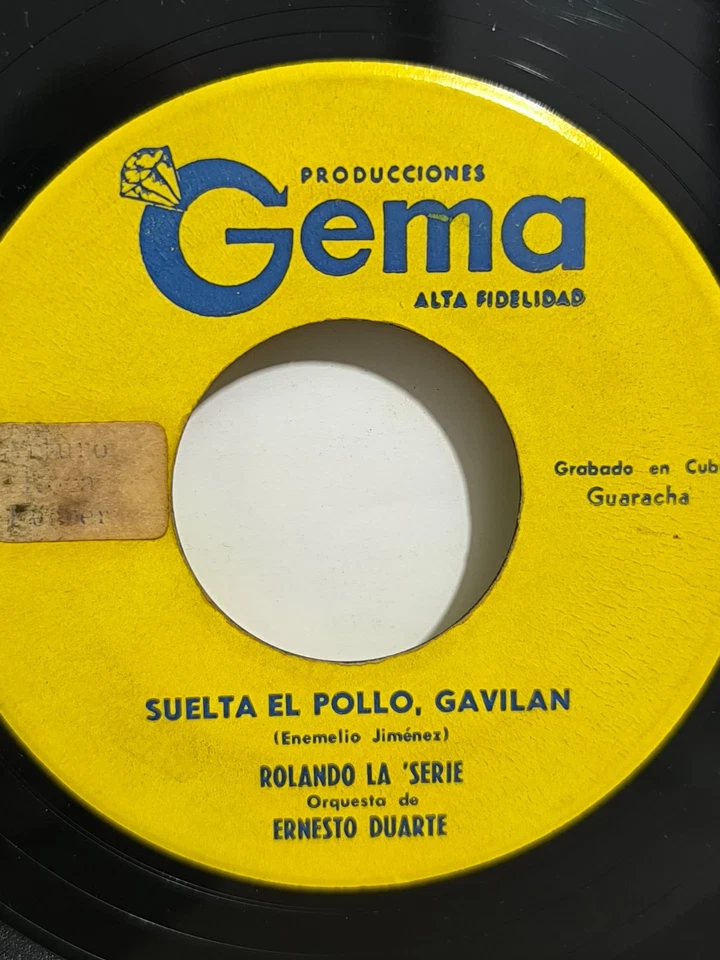 PRODUCCIONES
Gema
ALTA FIDELIDAD
Grabado en Cub
Guaracha
SUELTA EL POLLO, GAVILAN
(Enemelio Jiménez)
ROLANDO LA 'SERIE
Orquesta de
ERNESTO DUARTE